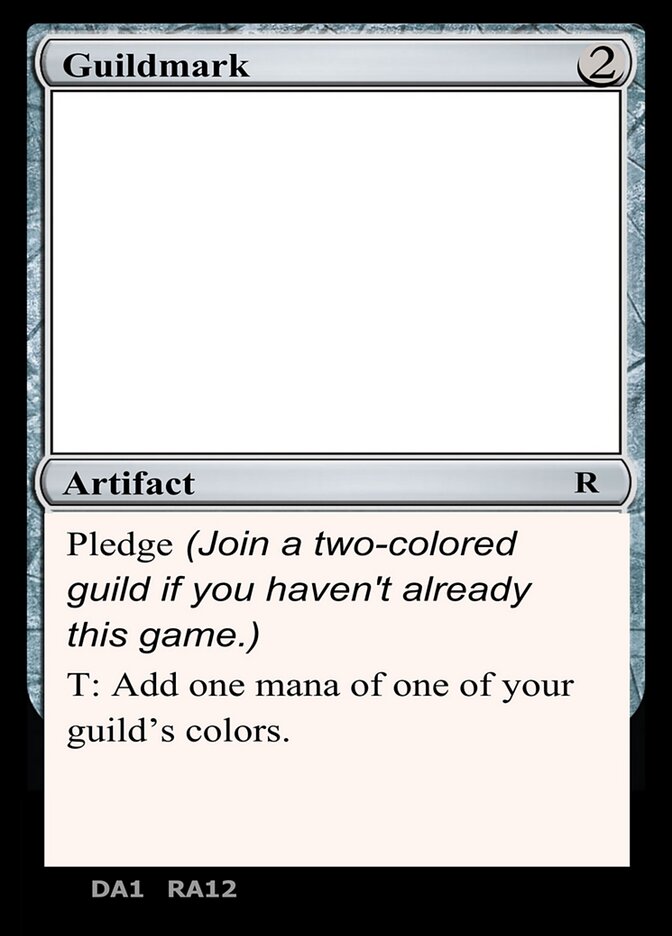 Guildmark 2
Artifact R
Pledge (Join a two-colored
guild if you haven't already
this game.)
T: Add one mana of one of your
guild’s colors.
DA1 RA12